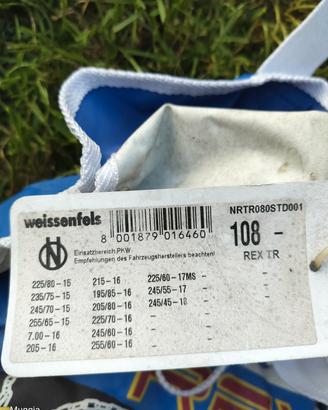 weissenfels
NRTR080STD001
8 001879 016460
108 -
REX TR
Einsatzbereich PKW
Empfehlungen des Fahrzeugherstellers beachten!
225/80-15 215-16 225/60-17MS -
235/75-15 195/85-16 245/55-17 -
245/70-15 205/80-16 245/45-18 -
255/65-15 225/70-16 - -
7.00-16 245/60-16 - -
205-16 255/60-16 - -
Muggia